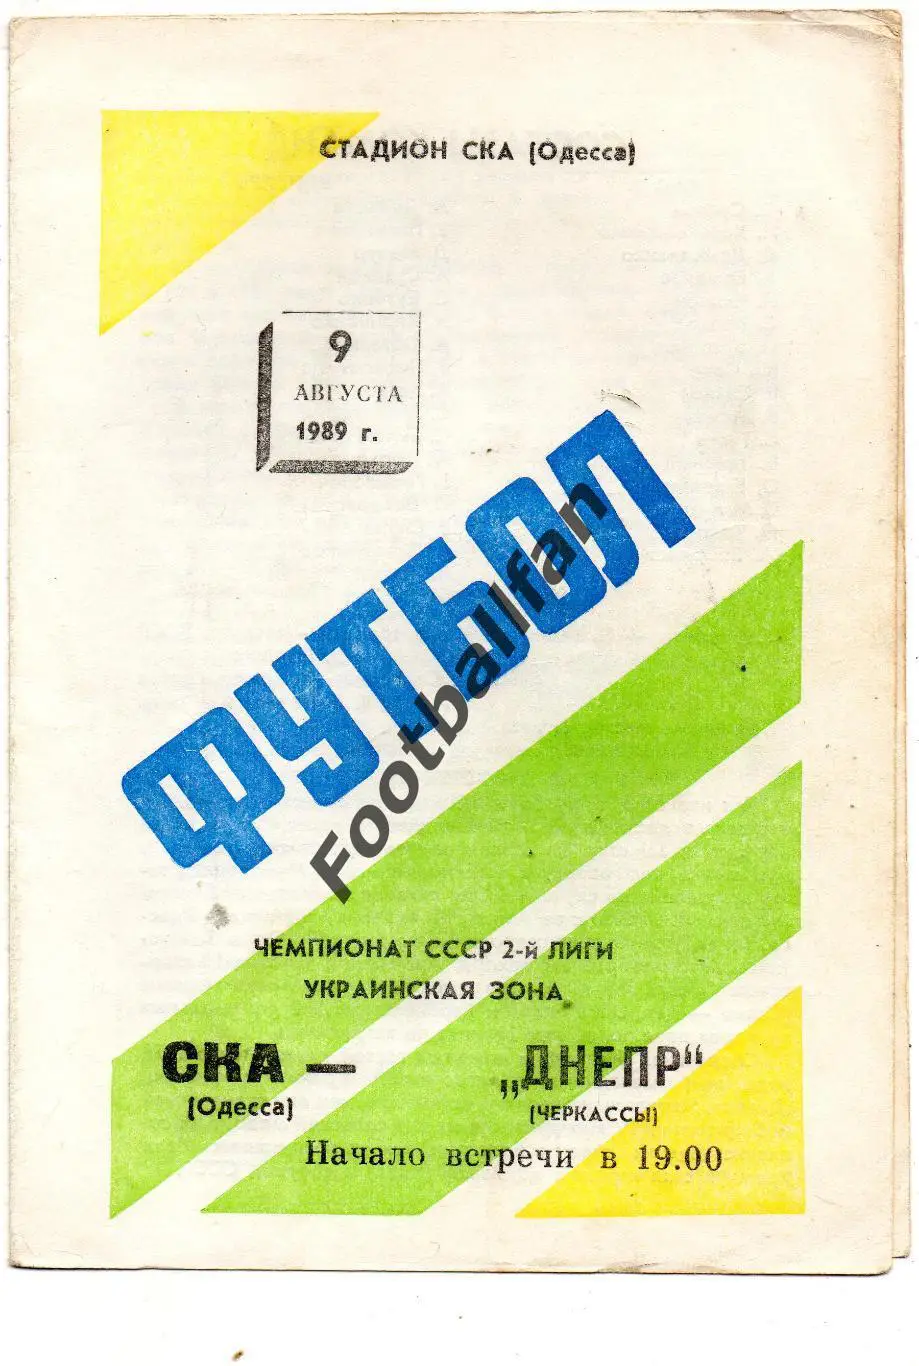 СТАДИОН СКА (Одесса)
9
АВГУСТА
1989 г.
ФУТБОЛ
Footballfan
ЧЕМПИОНАТ СССР 2-й ЛИГИ
УКРАИНСКАЯ ЗОНА
СКА — „ДНЕПР“
(Одесса) (ЧЕРКАССЫ)
Начало встречи в 19.00